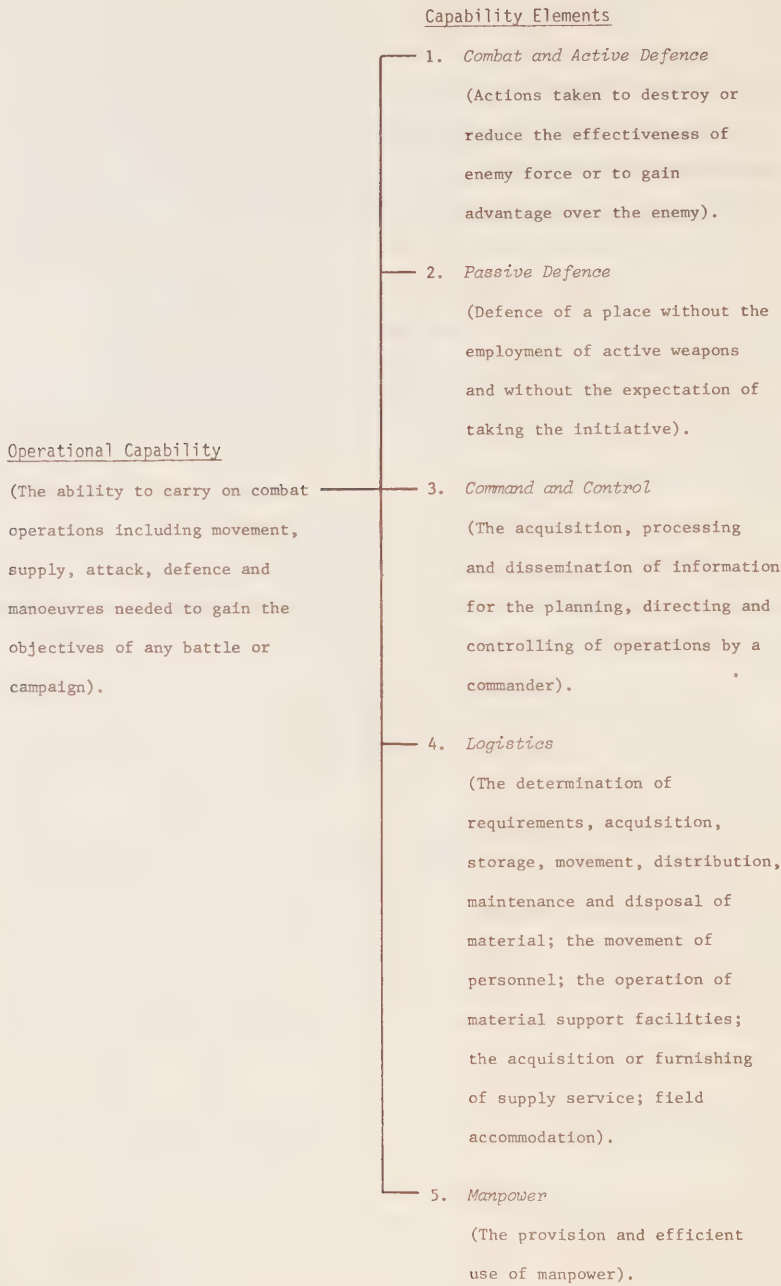 Capability Elements
1. Combat and Active Defence
(Actions taken to destroy or
reduce the effectiveness of
enemy force or to gain
advantage over the enemy).
2. Passive Defence
(Defence of a place without the
employment of active weapons
and without the expectation of
taking the initiative).
Operational Capability
(The ability to carry on combat
operations including movement,
supply, attack, defence and
manoeuvres needed to gain the
objectives of any battle or
campaign).
3. Command and Control
(The acquisition, processing
and dissemination of information
for the planning, directing and
controlling of operations by a
commander).
4. Logistics
(The determination of
requirements, acquisition,
storage, movement, distribution,
maintenance and disposal of
material; the movement of
personnel; the operation of
material support facilities;
the acquisition or furnishing
of supply service; field
accommodation).
5. Manpower
(The provision and efficient
use of manpower).